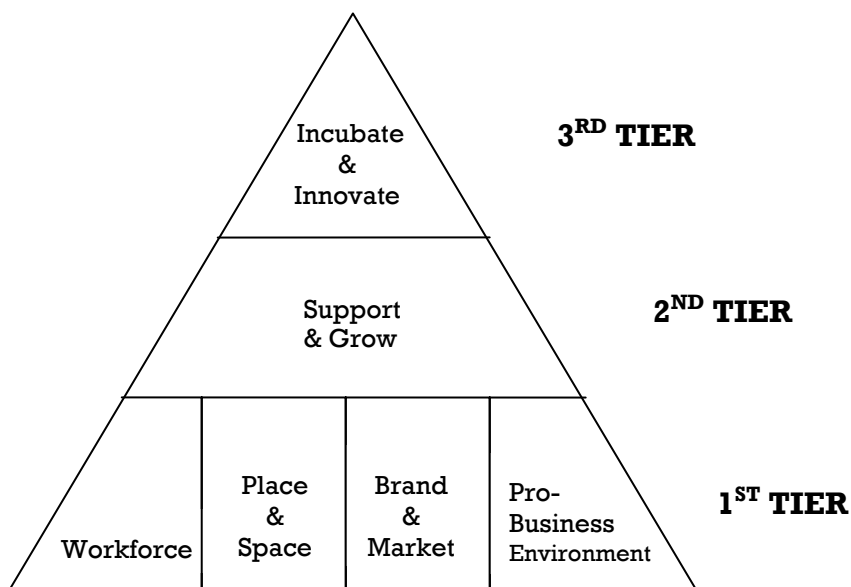 Incubate
&
Innovate
3RD TIER
Support
& Grow
2ND TIER
Workforce
Place
&
Space
Brand
&
Market
Pro-
Business
Environment
1ST TIER